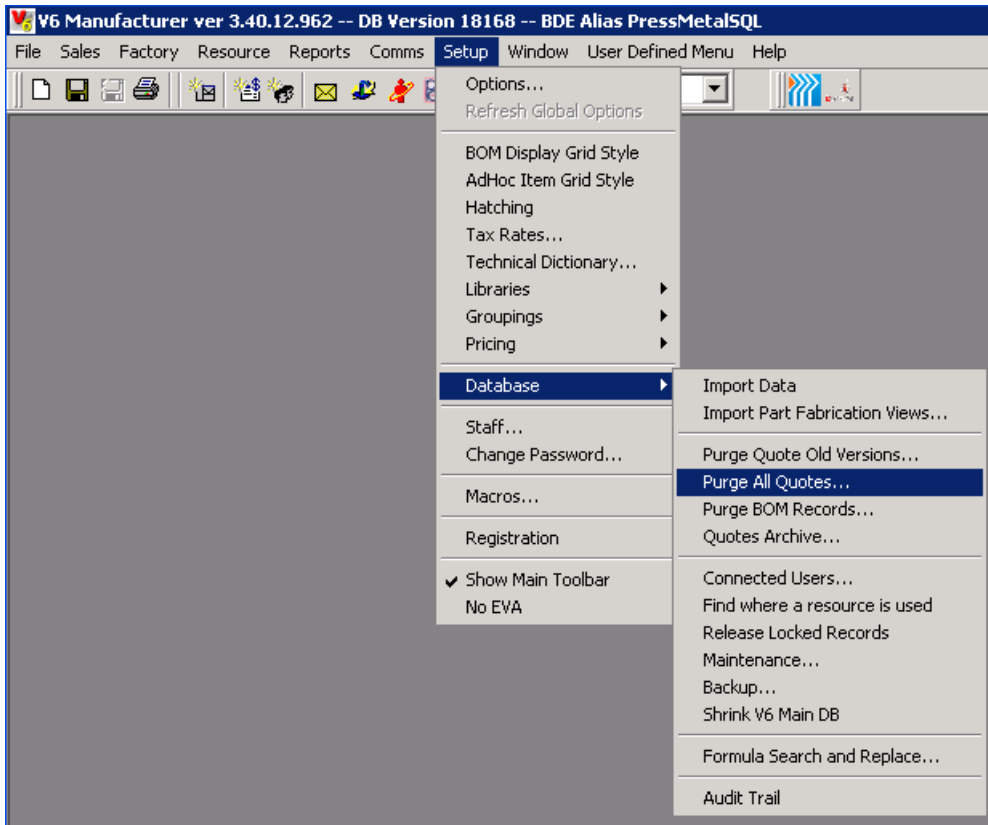 V6 Manufacturer ver 3.40.12.962 -- DB Version 18168 -- BDE Alias PressMetalSQL
File Sales Factory Resource Reports Comms Setup Window User Defined Menu Help
Options...
Refresh Global Options
BOM Display Grid Style
AdHoc Item Grid Style
Hatching
Tax Rates...
Technical Dictionary...
Libraries
Groupings
Pricing
Database
Staff...
Change Password...
Macros...
Registration
Show Main Toolbar
No EVA
Import Data
Import Part Fabrication Views...
Purge Quote Old Versions...
Purge All Quotes...
Purge BOM Records...
Quotes Archive...
Connected Users...
Find where a resource is used
Release Locked Records
Maintenance...
Backup...
Shrink V6 Main DB
Formula Search and Replace...
Audit Trail